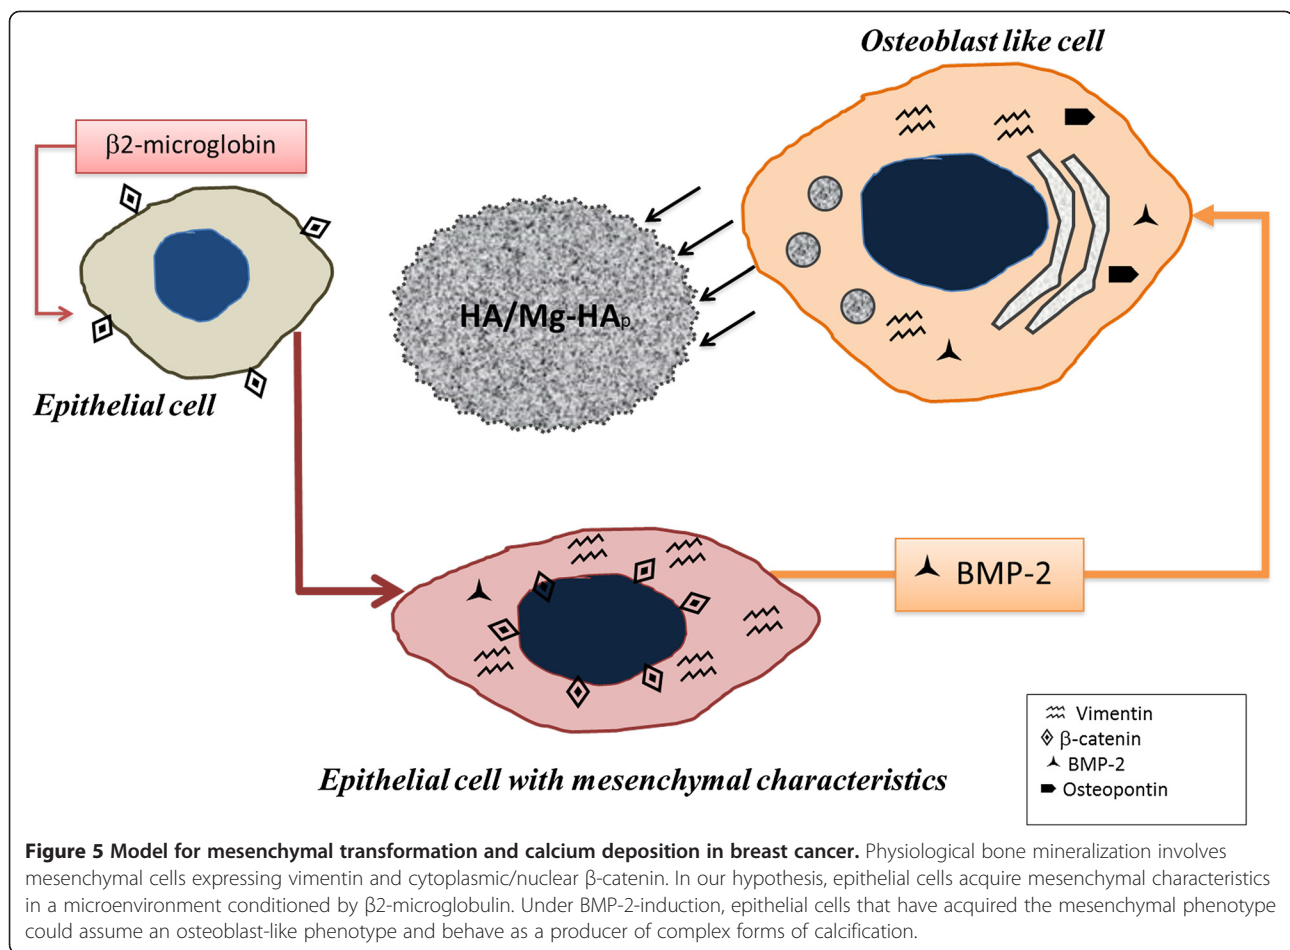 Osteoblast like cell
β2-microglobin
HA/Mg-HAp
Epithelial cell
BMP-2
Epithelial cell with mesenchymal characteristics
Vimentin
β-catenin
BMP-2
Osteopontin
Figure 5 Model for mesenchymal transformation and calcium deposition in breast cancer. Physiological bone mineralization involves
mesenchymal cells expressing vimentin and cytoplasmic/nuclear β-catenin. In our hypothesis, epithelial cells acquire mesenchymal characteristics
in a microenvironment conditioned by β2-microglobulin. Under BMP-2-induction, epithelial cells that have acquired the mesenchymal phenotype
could assume an osteoblast-like phenotype and behave as a producer of complex forms of calcification.